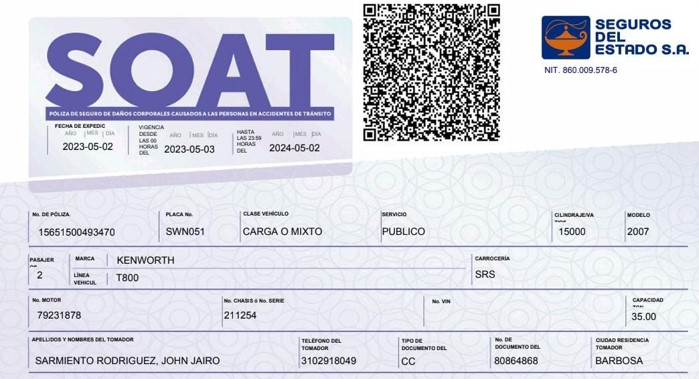 SOAT
PÓLIZA DE SEGURO DE DAÑOS CORPORALES CAUSADOS A LAS PERSONAS EN ACCIDENTES DE TRÁNSITO
FECHA DE EXPEDIC
AÑO | MES | DIA
2023-05-02
VIGENCIA
DESDE
LAS 00
HORAS
DEL
AÑO | MES | DIA
2023-05-03
HASTA
LAS 23:59
HORAS
DEL
AÑO | MES | DIA
2024-05-02
SEGUROS
DEL
ESTADO S.A.
NIT. 860.009.578-6
No. DE PÓLIZA. PLACA No. CLASE VEHÍCULO SERVICIO CILINDRAJE/VA MODELO
15651500493470 SWN051 CARGA O MIXTO PUBLICO 15000 2007
PASAJER MARCA KENWORTH CARROCERÍA
2 LÍNEA VEHICUL T800 SRS
No. MOTOR No. CHASIS ó No. SERIE No. VIN CAPACIDAD
79231878 211254 35.00
APELLIDOS Y NOMBRES DEL TOMADOR TELÉFONO DEL TOMADOR TIPO DE DOCUMENTO DEL No. DE DOCUMENTO DEL CIUDAD RESIDENCIA TOMADOR
SARMIENTO RODRIGUEZ, JOHN JAIRO 3102918049 CC 80864868 BARBOSA